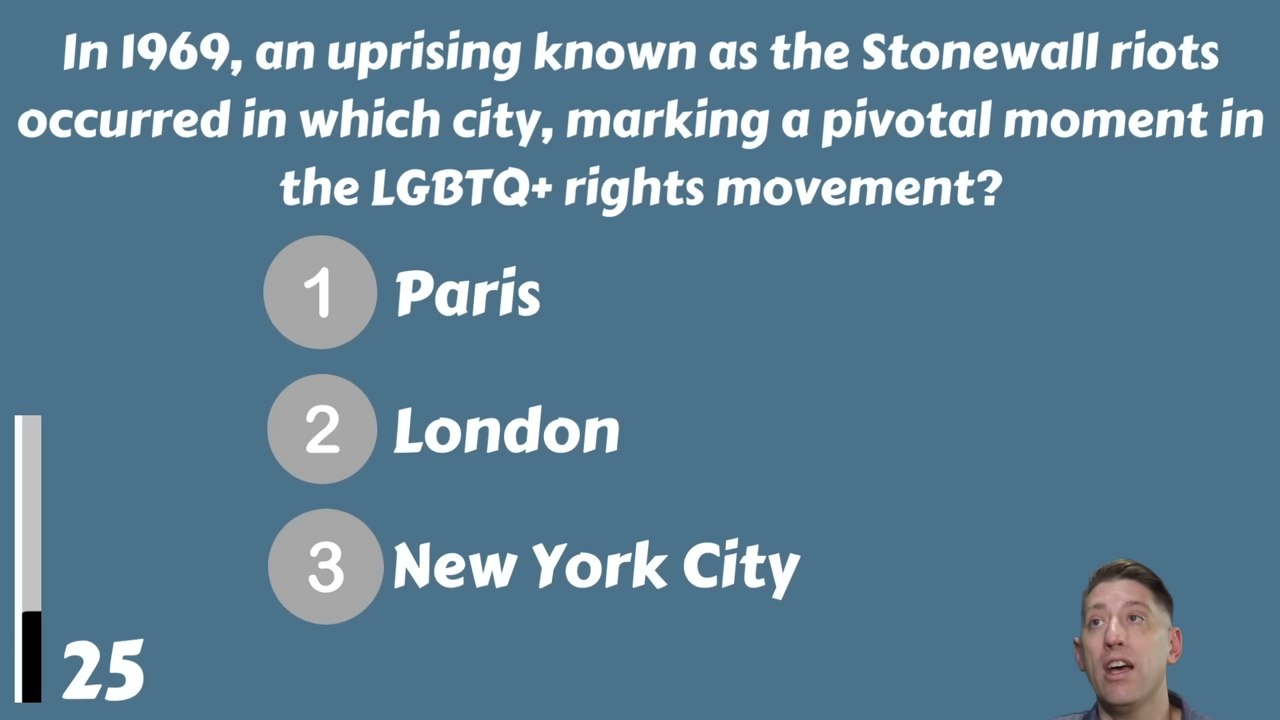 In 1969, an uprising known as the Stonewall riots
occurred in which city, marking a pivotal moment in
the LGBTQ+ rights movement?
1 Paris
2 London
3 New York City
25